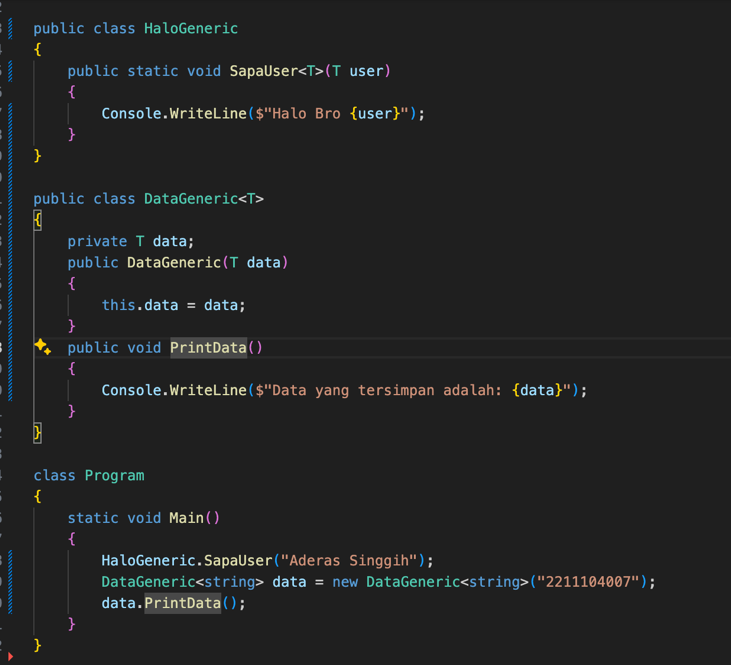 public class HaloGeneric
{
    public static void SapaUser<T>(T user)
    {
        Console.WriteLine($"Halo Bro {user}");
    }
}

public class DataGeneric<T>
{
    private T data;
    public DataGeneric(T data)
    {
        this.data = data;
    }
    public void PrintData()
    {
        Console.WriteLine($"Data yang tersimpan adalah: {data}");
    }
}

class Program
{
    static void Main()
    {
        HaloGeneric.SapaUser("Aderas Singgih");
        DataGeneric<string> data = new DataGeneric<string>("2211104007");
        data.PrintData();
    }
}